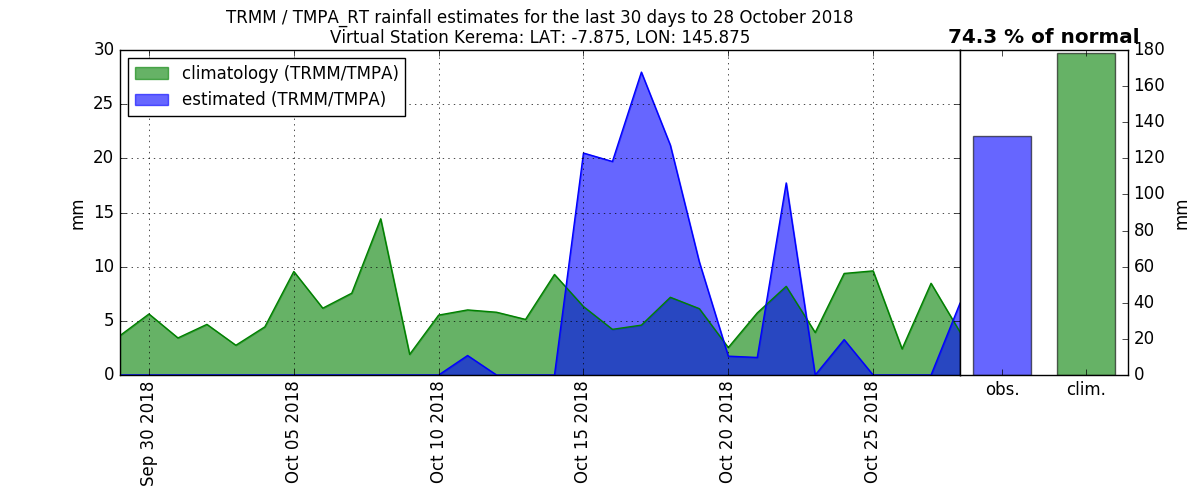 TRMM / TMPA_RT rainfall estimates for the last 30 days to 28 October 2018
Virtual Station Kerema: LAT: -7.875, LON: 145.875
74.3 % of normal
climatology (TRMM/TMPA)
estimated (TRMM/TMPA)
30
25
20
15
10
5
0
mm
Sep 30 2018
Oct 05 2018
Oct 10 2018
Oct 15 2018
Oct 20 2018
Oct 25 2018
obs.
clim.
180
160
140
120
100
80
60
40
20
0
mm